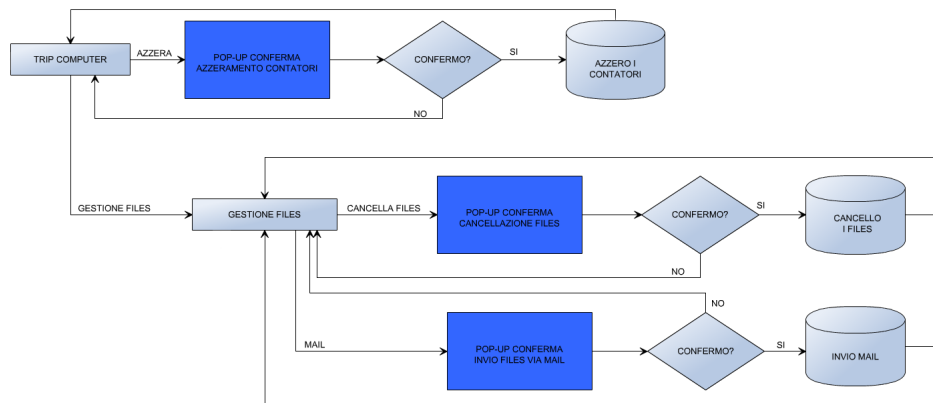 TRIP COMPUTER
AZZERA
POP-UP CONFERMA
AZZERAMENTO CONTATORI
CONFERMO?
SI
AZZERO I
CONTATORI
NO
GESTIONE FILES
GESTIONE FILES
CANCELLA FILES
POP-UP CONFERMA
CANCELLAZIONE FILES
CONFERMO?
SI
CANCELLO
I FILES
NO
NO
MAIL
POP-UP CONFERMA
INVIO FILES VIA MAIL
CONFERMO?
SI
INVIO MAIL